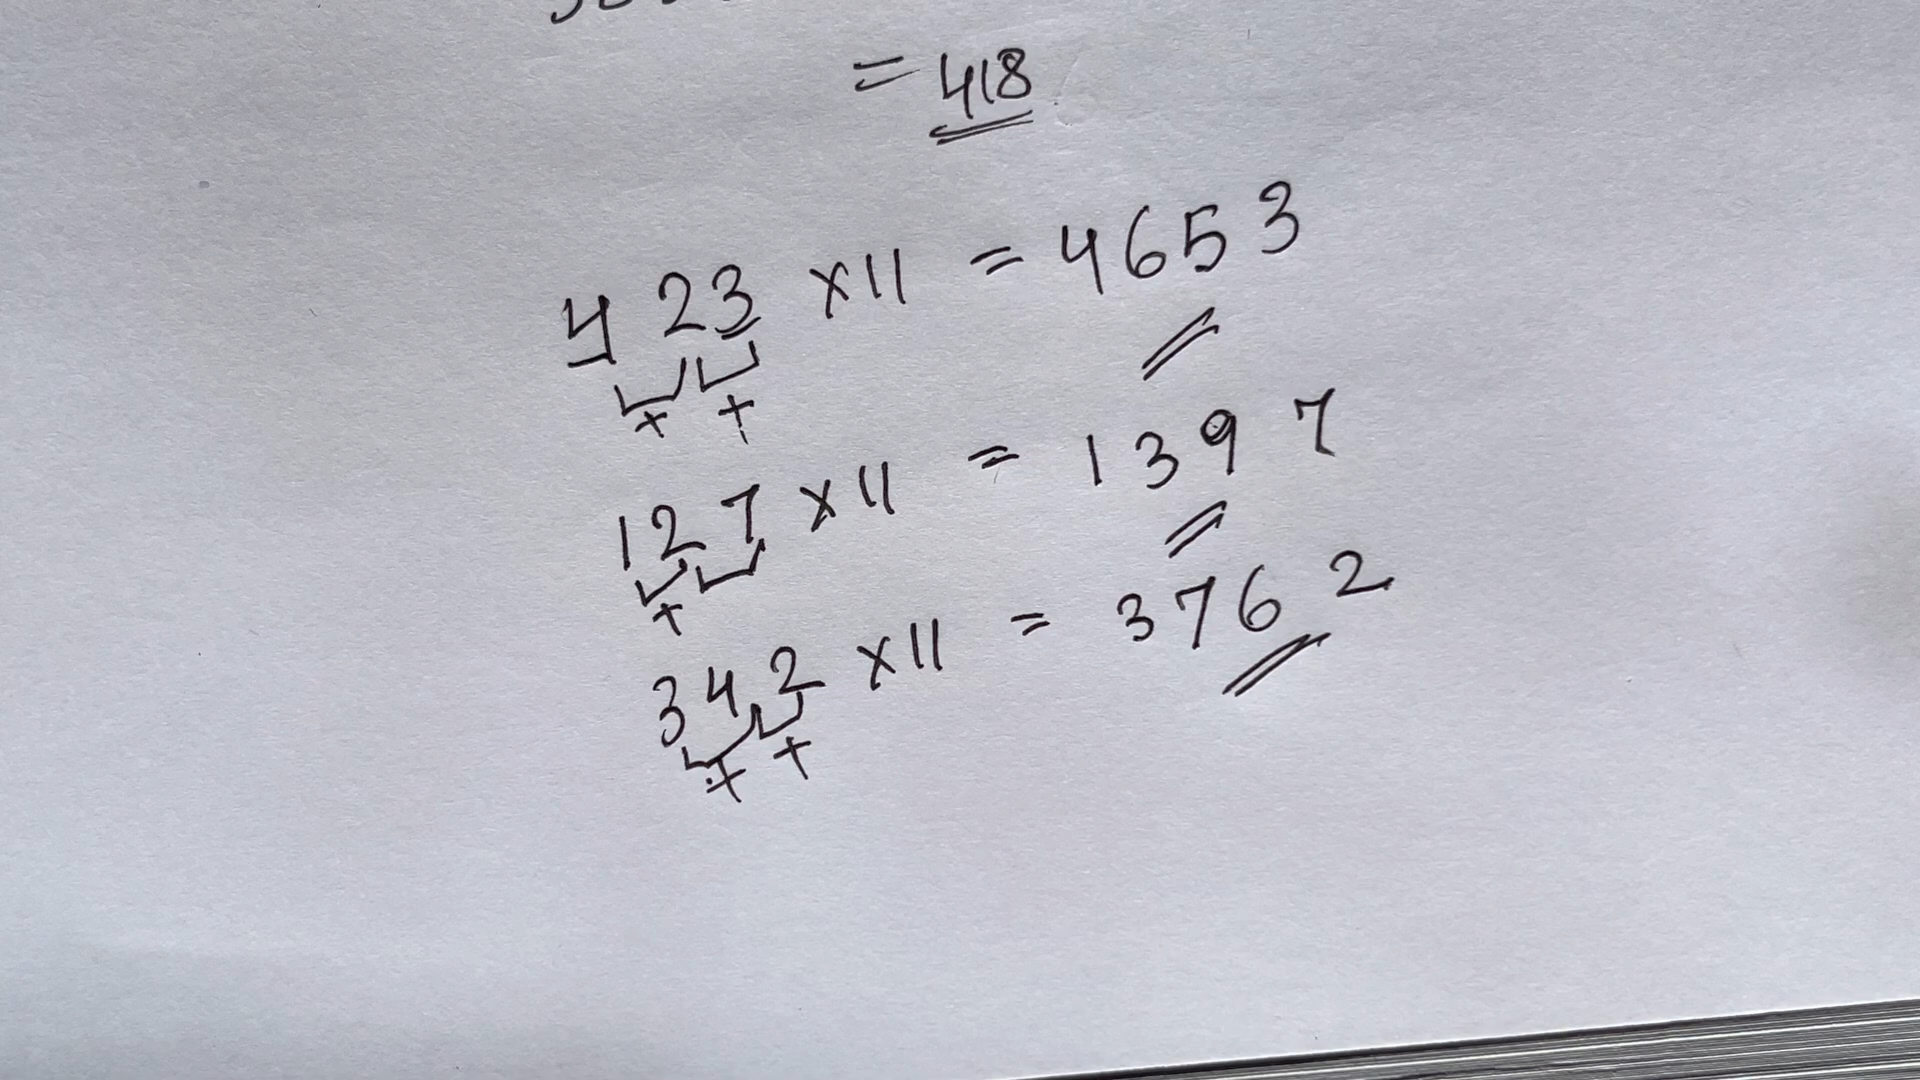 = 418
423 x11 = 4653
+ +
127 x11 = 1397
+
342 x11 = 3762
+ +